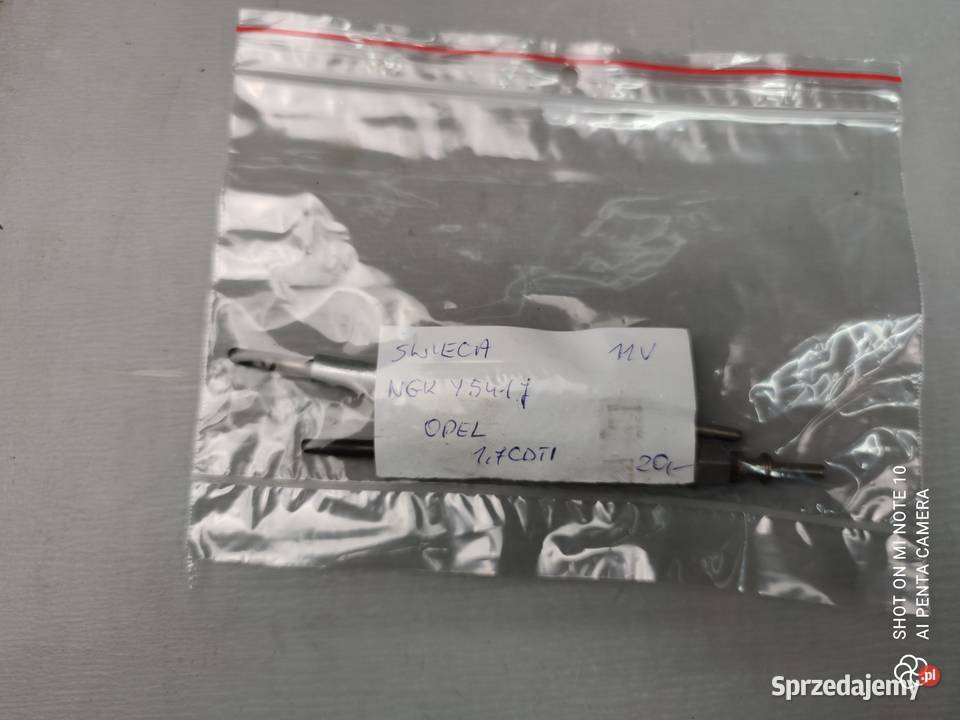 SWIECA 11V
NGK Y541J
OPEL
1,7CDTI 20,-
SHOT ON MI NOTE 10
AI PENTA CAMERA
Sprzedajemy.pl